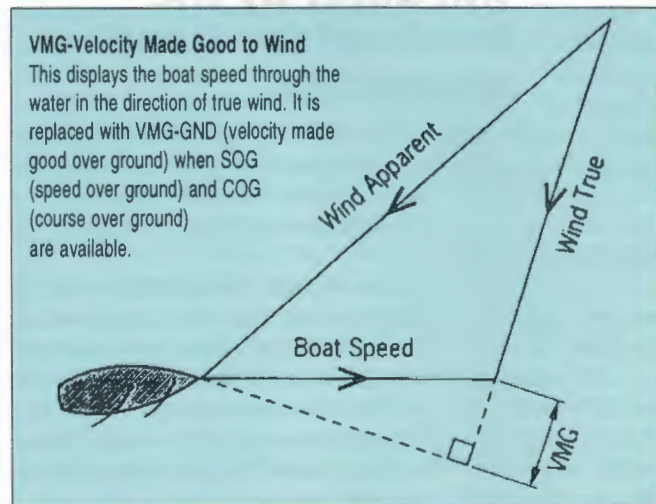 VMG-Velocity Made Good to Wind
This displays the boat speed through the
water in the direction of true wind. It is
replaced with VMG-GND (velocity made
good over ground) when SOG
(speed over ground) and COG
(course over ground)
are available.
Wind Apparent
Wind True
Boat Speed
VMG